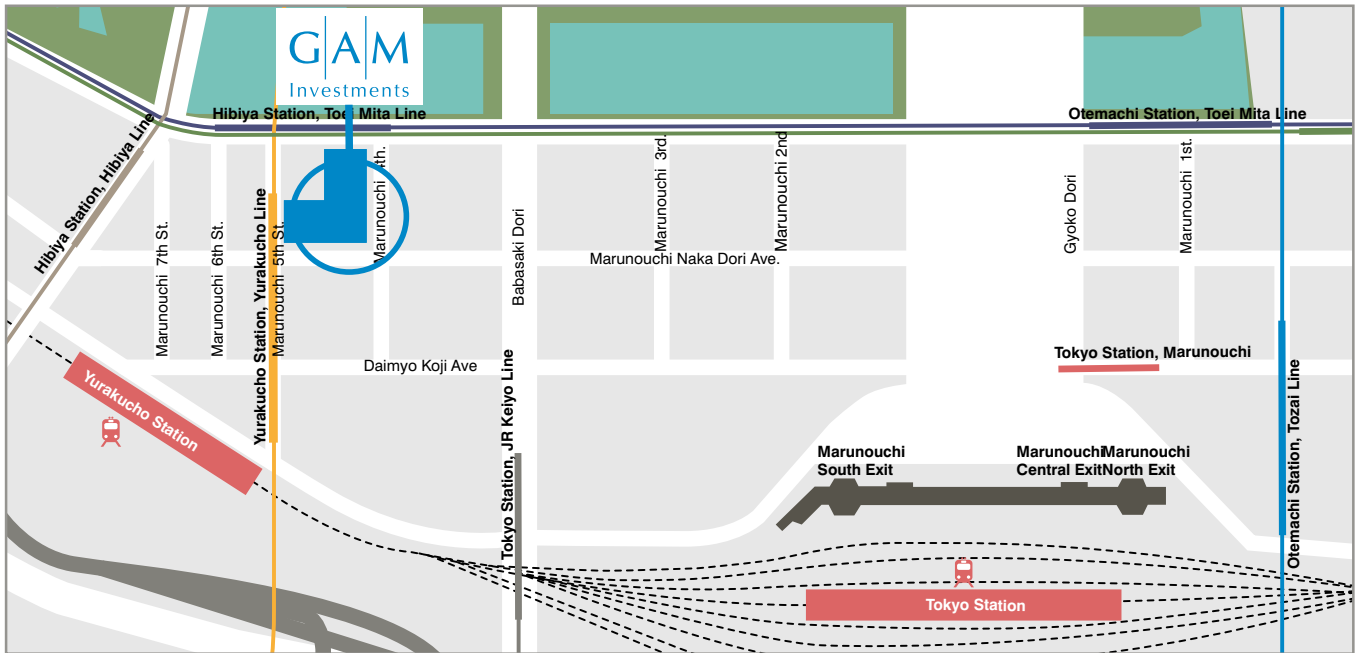 G|A|M
Investments
Hibiya Station, Toei Mita Line
Otemachi Station, Toei Mita Line
Hibiya Station, Hibiya Line
Marunouchi 7th St.
Marunouchi 6th St.
Yurakucho Station, Yurakucho Line
Marunouchi 5th St.
Marunouchi 4th.
Babasaki Dori
Marunouchi 3rd.
Marunouchi 2nd
Gyoko Dori
Marunouchi 1st.
Marunouchi Naka Dori Ave.
Daimyo Koji Ave
Tokyo Station, Marunouchi
Yurakucho Station
Tokyo Station, JR Keiyo Line
Otemachi Station, Tozai Line
Marunouchi
South Exit
Marunouchi
Central Exit
Marunouchi
North Exit
Tokyo Station